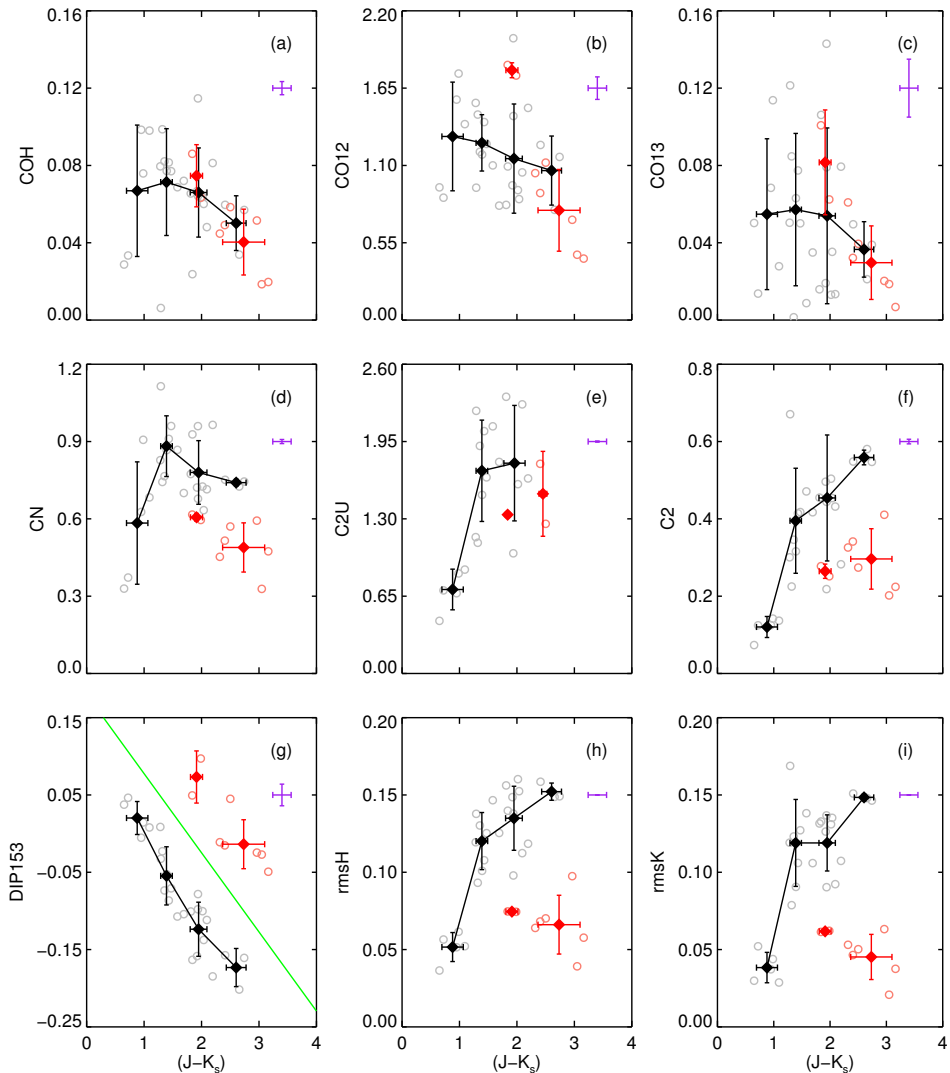 0.16
0.12
0.08
0.04
0.00
COH
(a)
2.20
1.65
1.10
0.55
0.00
CO12
(b)
0.16
0.12
0.08
0.04
0.00
CO13
(c)
1.2
0.9
0.6
0.3
0.0
CN
(d)
2.60
1.95
1.30
0.65
0.00
C2U
(e)
0.8
0.6
0.4
0.2
0.0
C2
(f)
0.15
0.05
−0.05
−0.15
−0.25
DIP153
(g)
0 1 2 3 4
(J−Ks)
0.20
0.15
0.10
0.05
0.00
rmsH
(h)
0 1 2 3 4
(J−Ks)
0.20
0.15
0.10
0.05
0.00
rmsK
(i)
0 1 2 3 4
(J−Ks)